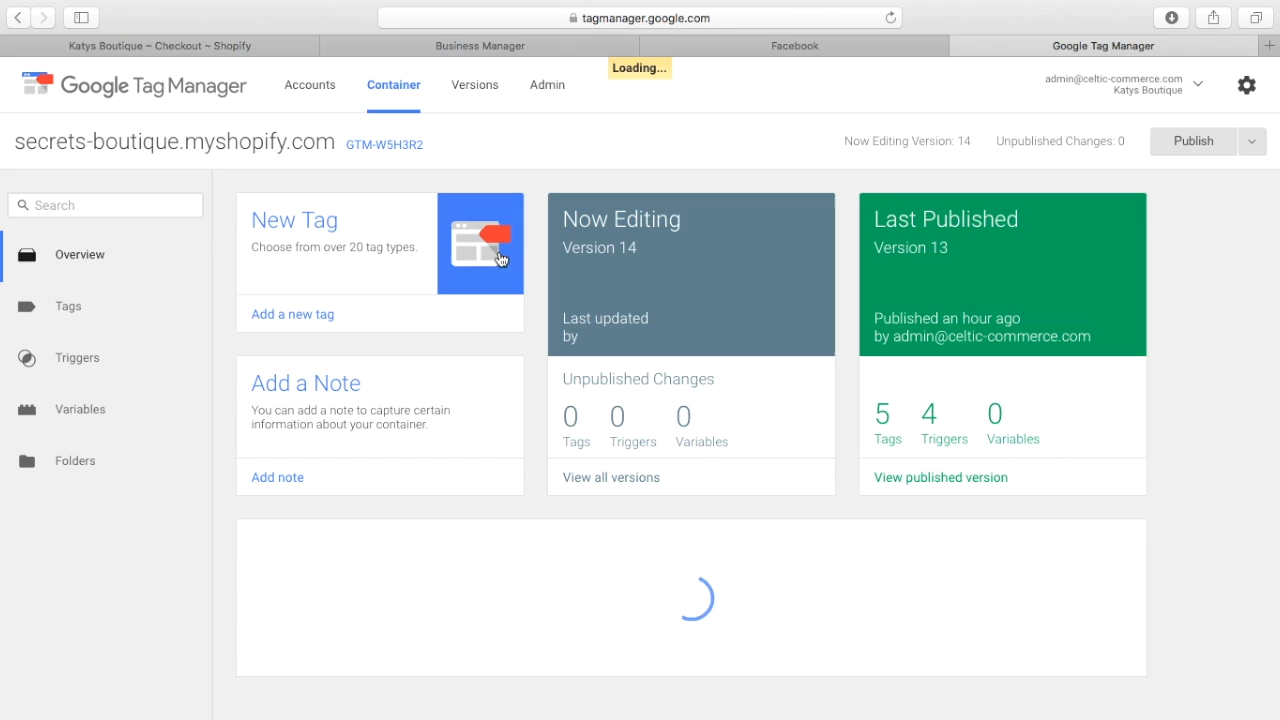 tagmanager.google.com
Katys Boutique ~ Checkout ~ Shopify
Business Manager
Facebook
Google Tag Manager
Loading...
Google Tag Manager
Accounts
Container
Versions
Admin
admin@celtic-commerce.com
Katys Boutique
secrets-boutique.myshopify.com
GTM-W5H3R2
Now Editing Version: 14
Unpublished Changes: 0
Publish
Search
Overview
Tags
Triggers
Variables
Folders
New Tag
Choose from over 20 tag types.
Add a new tag
Add a Note
You can add a note to capture certain
information about your container.
Add note
Now Editing
Version 14
Last updated
by
Unpublished Changes
0 0 0
Tags Triggers Variables
View all versions
Last Published
Version 13
Published an hour ago
by admin@celtic-commerce.com
5 4 0
Tags Triggers Variables
View published version